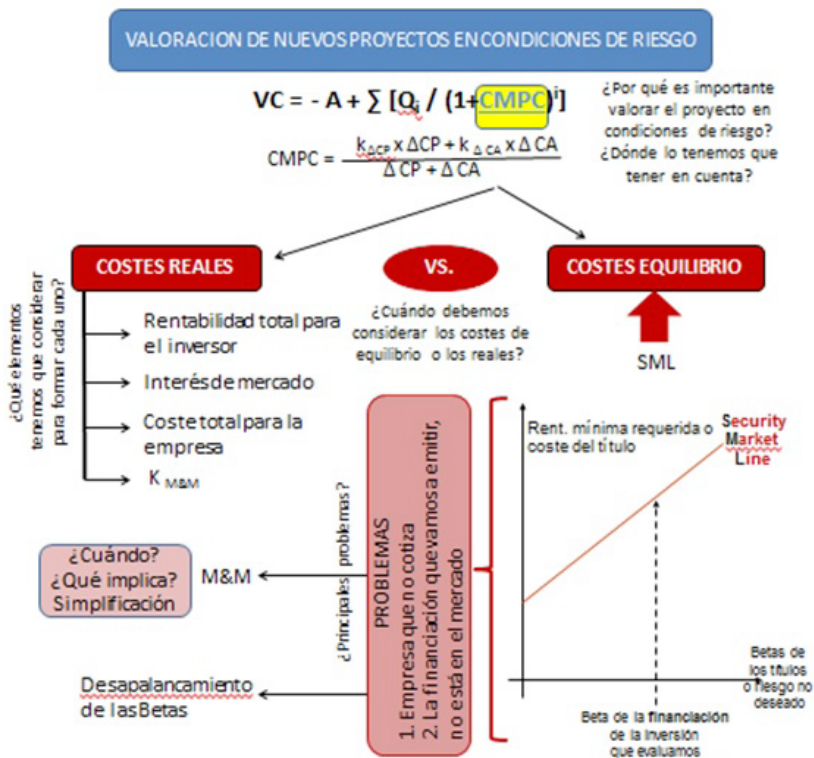 VALORACION DE NUEVOS PROYECTOS EN CONDICIONES DE RIESGO
VC = - A + ∑ [Qi / (1+CMPC)^i]
CMPC = (k ΔCP x ΔCP + k Δ CA x Δ CA) / (Δ CP + Δ CA)
¿Por qué es importante
valorar el proyecto en
condiciones de riesgo?
¿Dónde lo tenemos que
tener en cuenta?
COSTES REALES
VS.
COSTES EQUILIBRIO
¿Qué elementos
tenemos que considerar
para formar cada uno?
Rentabilidad total para
el inversor
Interés de mercado
Coste total para la
empresa
K M&M
¿Cuándo debemos
considerar los costes de
equilibrio o los reales?
SML
¿Cuándo?
¿Qué implica?
Simplificación
M&M
Desapalancamiento
de las Betas
¿Principales problemas?
PROBLEMAS
1. Empresa que no cotiza
2. La financiación que vamos a emitir,
no está en el mercado
Rent. mínima requerida o
coste del título
Security
Market
Line
Betas de
los títulos
o riesgo no
deseado
Beta de la financiación
de la inversión
que evaluamos